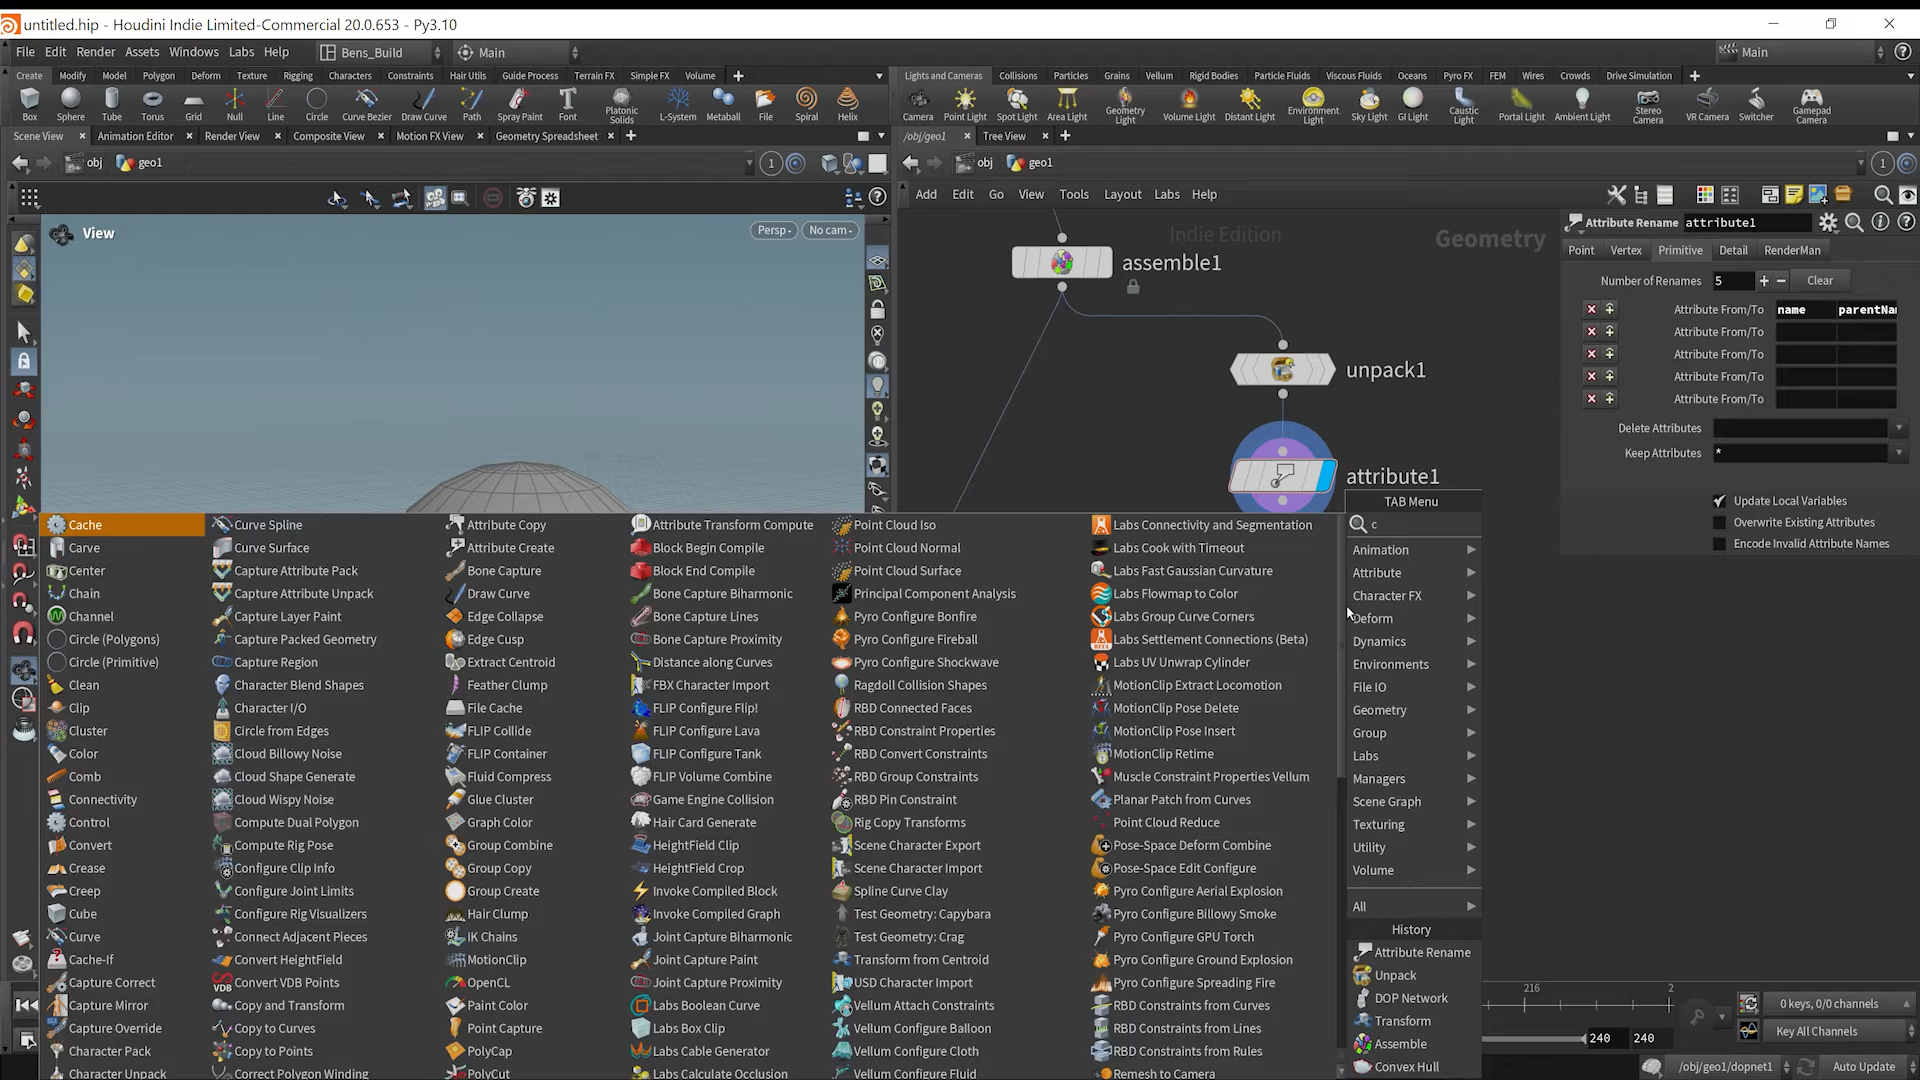 untitled.hip - Houdini Indie Limited-Commercial 20.0.653 - Py3.10
File Edit Render Assets Windows Labs Help Bens_Build Main Main
Create Modify Model Polygon Deform Texture Rigging Characters Constraints Hair Utils Guide Process Terrain FX Simple FX Volume
Lights and Cameras Collisions Particles Grains Vellum Rigid Bodies Particle Fluids Viscous Fluids Oceans Pyro FX FEM Wires Crowds Drive Simulation
Box Sphere Tube Torus Grid Null Line Circle Curve Bezier Draw Curve Path Spray Paint Font Platonic Solids L-System Metaball File Spiral Helix
Camera Point Light Spot Light Area Light Geometry Light Volume Light Distant Light Environment Light Sky Light GI Light Caustic Light Portal Light Ambient Light Stereo Camera VR Camera Switcher Gamepad Camera
Scene View Animation Editor Render View Composite View Motion FX View Geometry Spreadsheet
/obj/geo1 Tree View
obj geo1 1
obj geo1 1
Add Edit Go View Tools Layout Labs Help
View Persp No cam
Indie Edition Geometry
assemble1
unpack1
attribute1
Attribute Rename attribute1
Point Vertex Primitive Detail RenderMan
Number of Renames 5 Clear
Attribute From/To name parentNa
Attribute From/To
Attribute From/To
Attribute From/To
Attribute From/To
Delete Attributes
Keep Attributes *
Update Local Variables
Overwrite Existing Attributes
Encode Invalid Attribute Names
TAB Menu
c
Animation
Attribute
Character FX
Deform
Dynamics
Environments
File IO
Geometry
Group
Labs
Managers
Scene Graph
Texturing
Utility
Volume
All
History
Attribute Rename
Unpack
DOP Network
Transform
Assemble
Convex Hull
Cache
Carve
Center
Chain
Channel
Circle (Polygons)
Circle (Primitive)
Clean
Clip
Cluster
Color
Comb
Connectivity
Control
Convert
Crease
Creep
Cube
Curve
Cache-If
Capture Correct
Capture Mirror
Capture Override
Character Pack
Character Unpack
Curve Spline
Curve Surface
Capture Attribute Pack
Capture Attribute Unpack
Capture Layer Paint
Capture Packed Geometry
Capture Region
Character Blend Shapes
Character I/O
Circle from Edges
Cloud Billowy Noise
Cloud Shape Generate
Cloud Wispy Noise
Compute Dual Polygon
Compute Rig Pose
Configure Clip Info
Configure Joint Limits
Configure Rig Visualizers
Connect Adjacent Pieces
Convert HeightField
Convert VDB Points
Copy and Transform
Copy to Curves
Copy to Points
Correct Polygon Winding
Attribute Copy
Attribute Create
Bone Capture
Draw Curve
Edge Collapse
Edge Cusp
Extract Centroid
Feather Clump
File Cache
FLIP Collide
FLIP Container
Fluid Compress
Glue Cluster
Graph Color
Group Combine
Group Copy
Group Create
Hair Clump
IK Chains
MotionClip
OpenCL
Paint Color
Point Capture
PolyCap
PolyCut
Attribute Transform Compute
Block Begin Compile
Block End Compile
Bone Capture Biharmonic
Bone Capture Lines
Bone Capture Proximity
Distance along Curves
FBX Character Import
FLIP Configure Flip!
FLIP Configure Lava
FLIP Configure Tank
FLIP Volume Combine
Game Engine Collision
Hair Card Generate
HeightField Clip
HeightField Crop
Invoke Compiled Block
Invoke Compiled Graph
Joint Capture Biharmonic
Joint Capture Paint
Joint Capture Proximity
Labs Boolean Curve
Labs Box Clip
Labs Cable Generator
Labs Calculate Occlusion
Point Cloud Iso
Point Cloud Normal
Point Cloud Surface
Principal Component Analysis
Pyro Configure Bonfire
Pyro Configure Fireball
Pyro Configure Shockwave
Ragdoll Collision Shapes
RBD Connected Faces
RBD Constraint Properties
RBD Convert Constraints
RBD Group Constraints
RBD Pin Constraint
Rig Copy Transforms
Scene Character Export
Scene Character Import
Spline Curve Clay
Test Geometry: Capybara
Test Geometry: Crag
Transform from Centroid
USD Character Import
Vellum Attach Constraints
Vellum Configure Balloon
Vellum Configure Cloth
Vellum Configure Fluid
Labs Connectivity and Segmentation
Labs Cook with Timeout
Labs Fast Gaussian Curvature
Labs Flowmap to Color
Labs Group Curve Corners
Labs Settlement Connections (Beta)
Labs UV Unwrap Cylinder
MotionClip Extract Locomotion
MotionClip Pose Delete
MotionClip Pose Insert
MotionClip Retime
Muscle Constraint Properties Vellum
Planar Patch from Curves
Point Cloud Reduce
Pose-Space Deform Combine
Pose-Space Edit Configure
Pyro Configure Aerial Explosion
Pyro Configure Billowy Smoke
Pyro Configure GPU Torch
Pyro Configure Ground Explosion
Pyro Configure Spreading Fire
RBD Constraints from Curves
RBD Constraints from Lines
RBD Constraints from Rules
Remesh to Camera
216 2
0 keys, 0/0 channels
240 240 Key All Channels
/obj/geo1/dopnet1 Auto Update